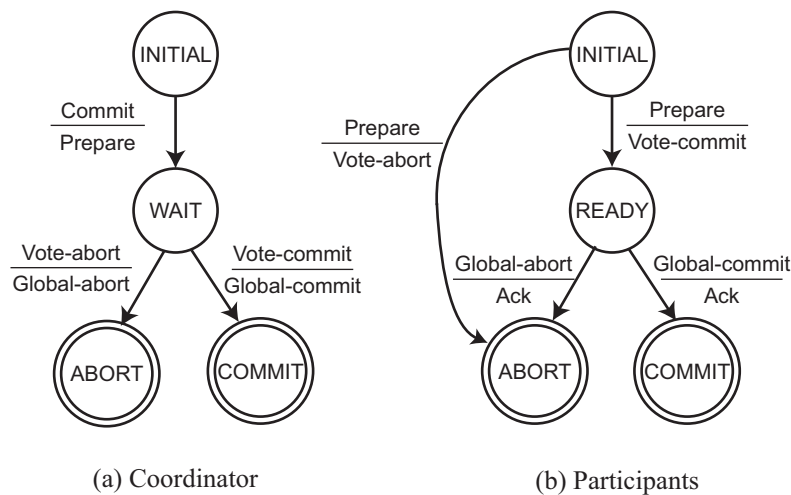 INITIAL
Commit
Prepare
WAIT
Vote-abort
Global-abort
Vote-commit
Global-commit
ABORT
COMMIT
(a) Coordinator
INITIAL
Prepare
Vote-abort
Prepare
Vote-commit
READY
Global-abort
Ack
Global-commit
Ack
ABORT
COMMIT
(b) Participants